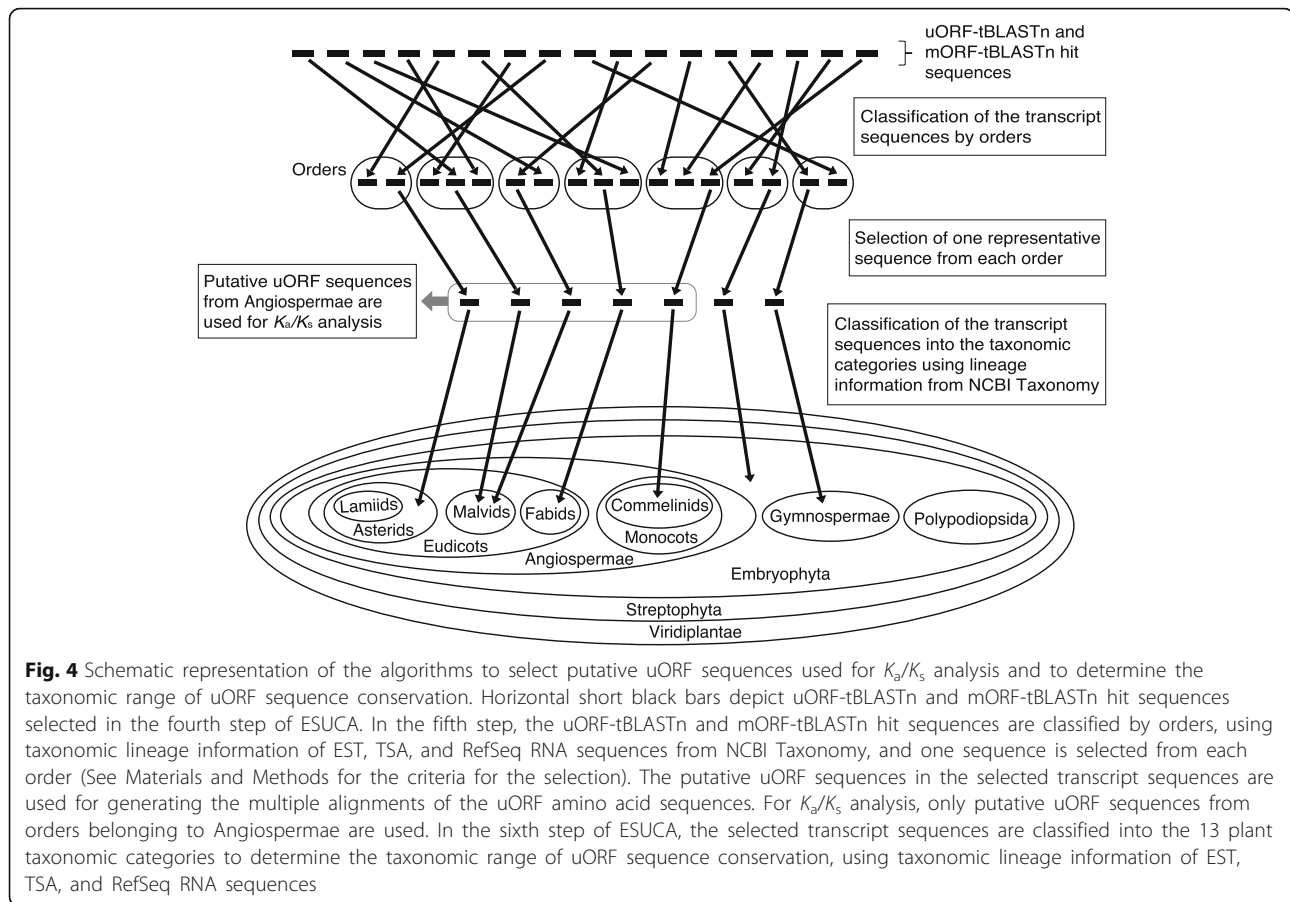 uORF-tBLASTn and
mORF-tBLASTn hit
sequences
Classification of the transcript
sequences by orders
Orders
Selection of one representative
sequence from each order
Putative uORF sequences
from Angiospermae are
used for Ka/Ks analysis
Classification of the transcript
sequences into the taxonomic
categories using lineage
information from NCBI Taxonomy
Lamiids
Asterids
Malvids
Fabids
Eudicots
Commelinids
Monocots
Angiospermae
Gymnospermae
Polypodiopsida
Embryophyta
Streptophyta
Viridiplantae
Fig. 4 Schematic representation of the algorithms to select putative uORF sequences used for Ka/Ks analysis and to determine the
taxonomic range of uORF sequence conservation. Horizontal short black bars depict uORF-tBLASTn and mORF-tBLASTn hit sequences
selected in the fourth step of ESUCA. In the fifth step, the uORF-tBLASTn and mORF-tBLASTn hit sequences are classified by orders, using
taxonomic lineage information of EST, TSA, and RefSeq RNA sequences from NCBI Taxonomy, and one sequence is selected from each
order (See Materials and Methods for the criteria for the selection). The putative uORF sequences in the selected transcript sequences are
used for generating the multiple alignments of the uORF amino acid sequences. For Ka/Ks analysis, only putative uORF sequences from
orders belonging to Angiospermae are used. In the sixth step of ESUCA, the selected transcript sequences are classified into the 13 plant
taxonomic categories to determine the taxonomic range of uORF sequence conservation, using taxonomic lineage information of EST,
TSA, and RefSeq RNA sequences